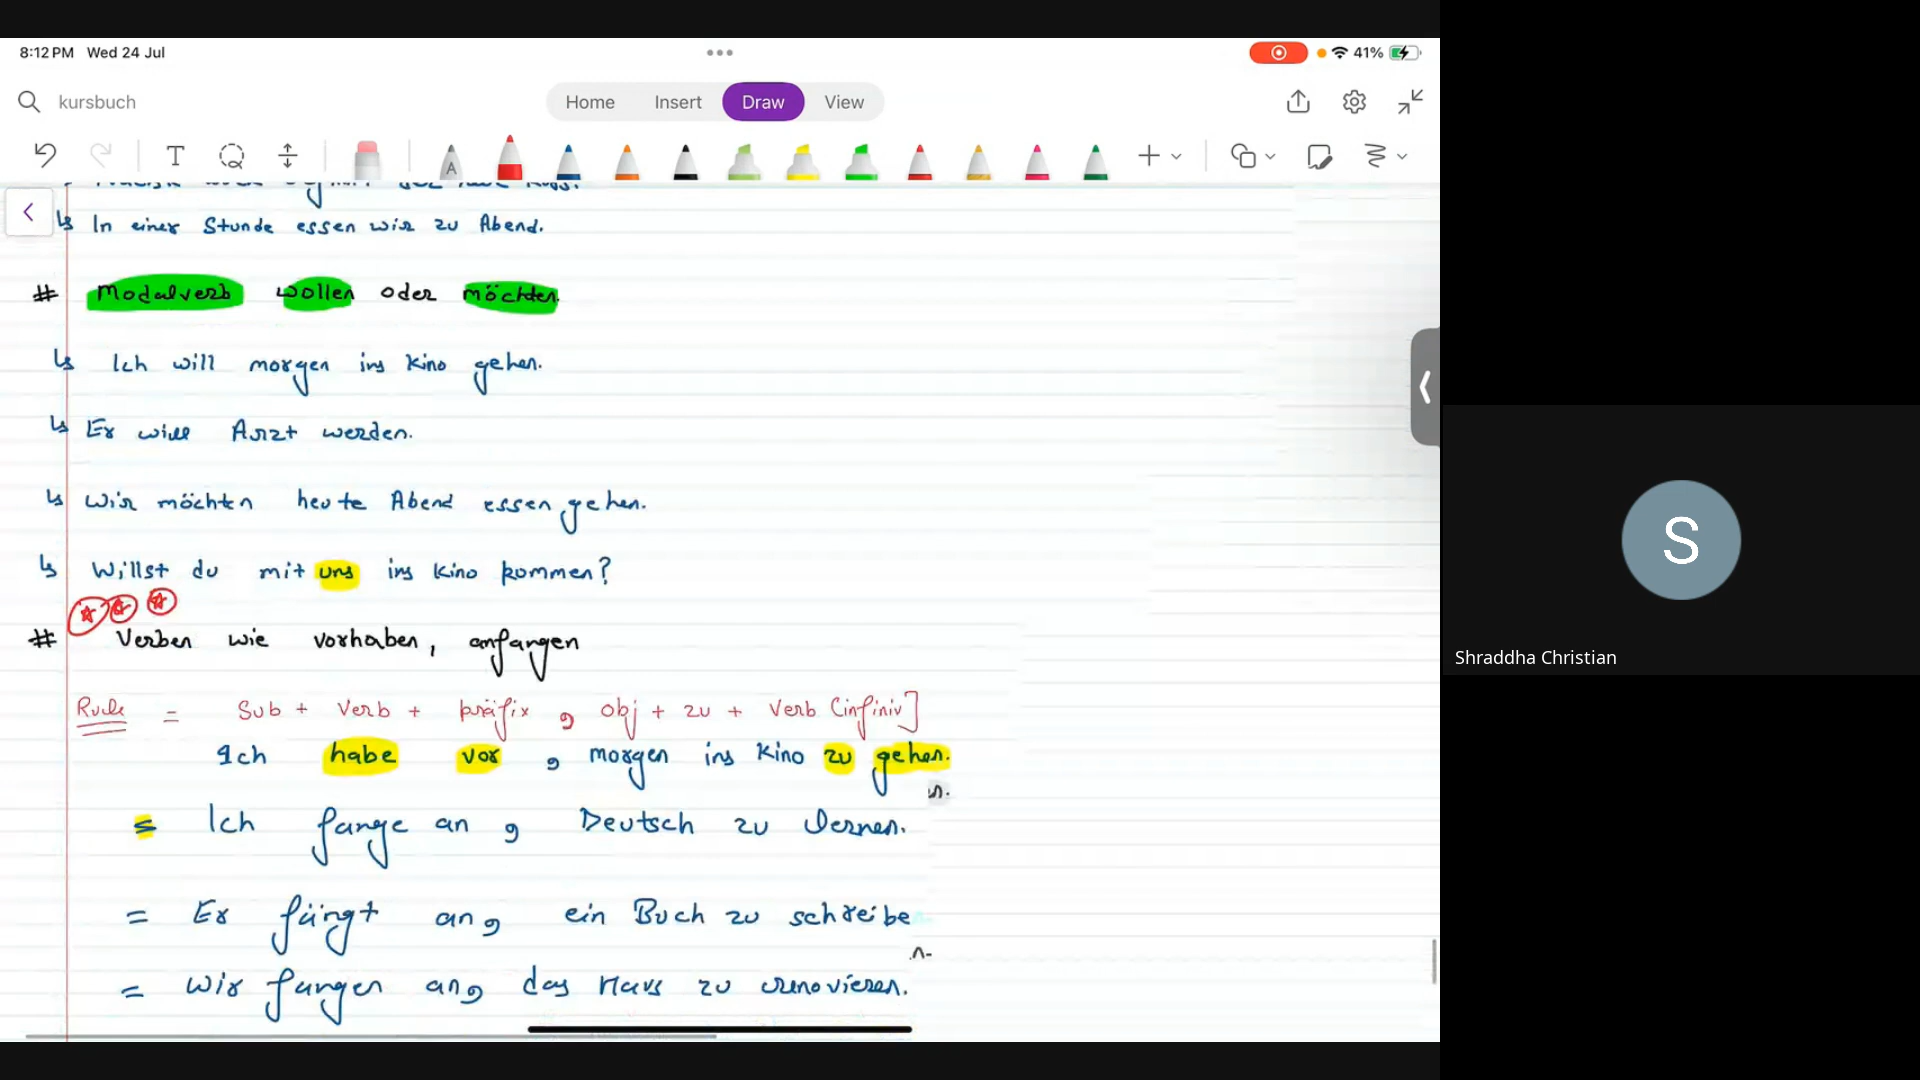 8:12 PM Wed 24 Jul
41%
kursbuch
Home Insert Draw View
In einer Stunde essen wir zu Abend.
# Modalverb wollen oder möchten.
↳ Ich will morgen ins Kino gehen.
↳ Er will Arzt werden.
↳ Wir möchten heute Abend essen gehen.
↳ Willst du mit uns ins Kino kommen?
# Verben wie vorhaben, anfangen
Rule = Sub + Verb + präfix , obj + zu + Verb [infiniv]
Ich habe vor , morgen ins Kino zu gehen.
n.
= Ich fange an , Deutsch zu lernen.
= Er fängt an, ein Buch zu schreibe
n-
= Wir fangen an, das Haus zu renovieren.
S
Shraddha Christian